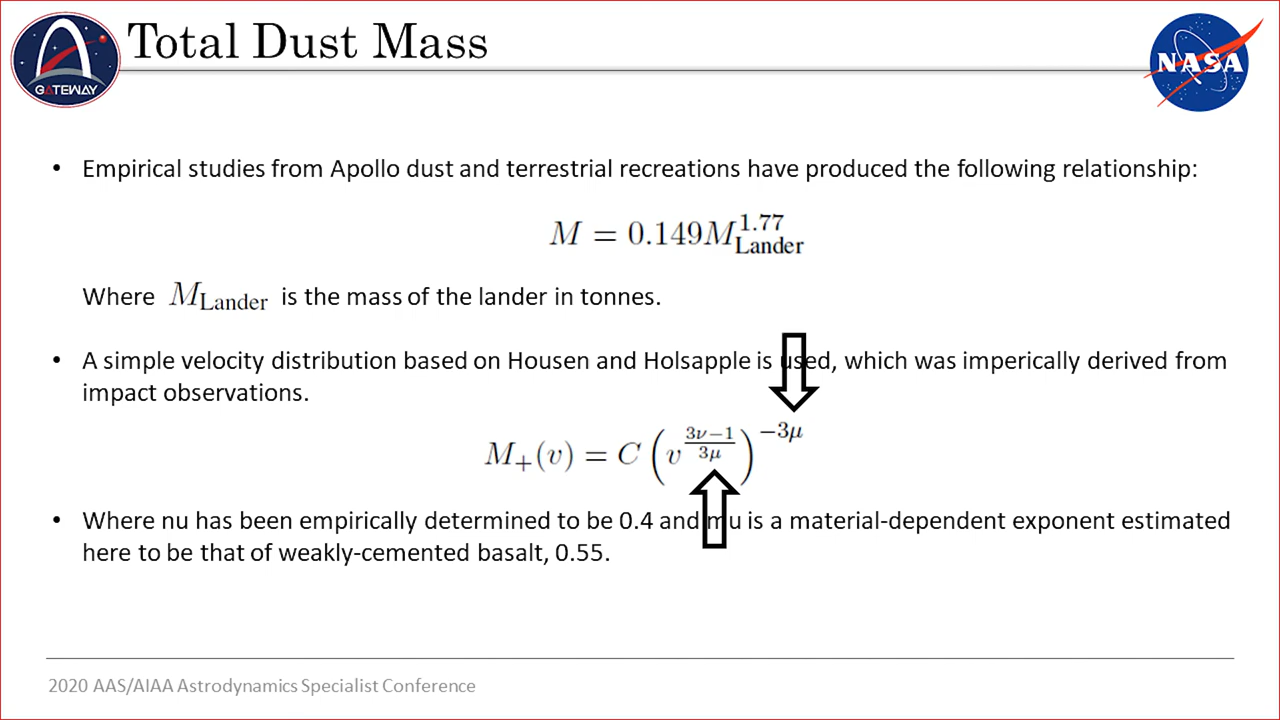 Total Dust Mass
GATEWAY
NASA
• Empirical studies from Apollo dust and terrestrial recreations have produced the following relationship:
M = 0.149M_Lander^1.77
Where M_Lander is the mass of the lander in tonnes.
• A simple velocity distribution based on Housen and Holsapple is used, which was imperically derived from
impact observations.
M_+(v) = C (v^((3ν−1)/(3μ)))^(−3μ)
• Where nu has been empirically determined to be 0.4 and mu is a material-dependent exponent estimated
here to be that of weakly-cemented basalt, 0.55.
2020 AAS/AIAA Astrodynamics Specialist Conference